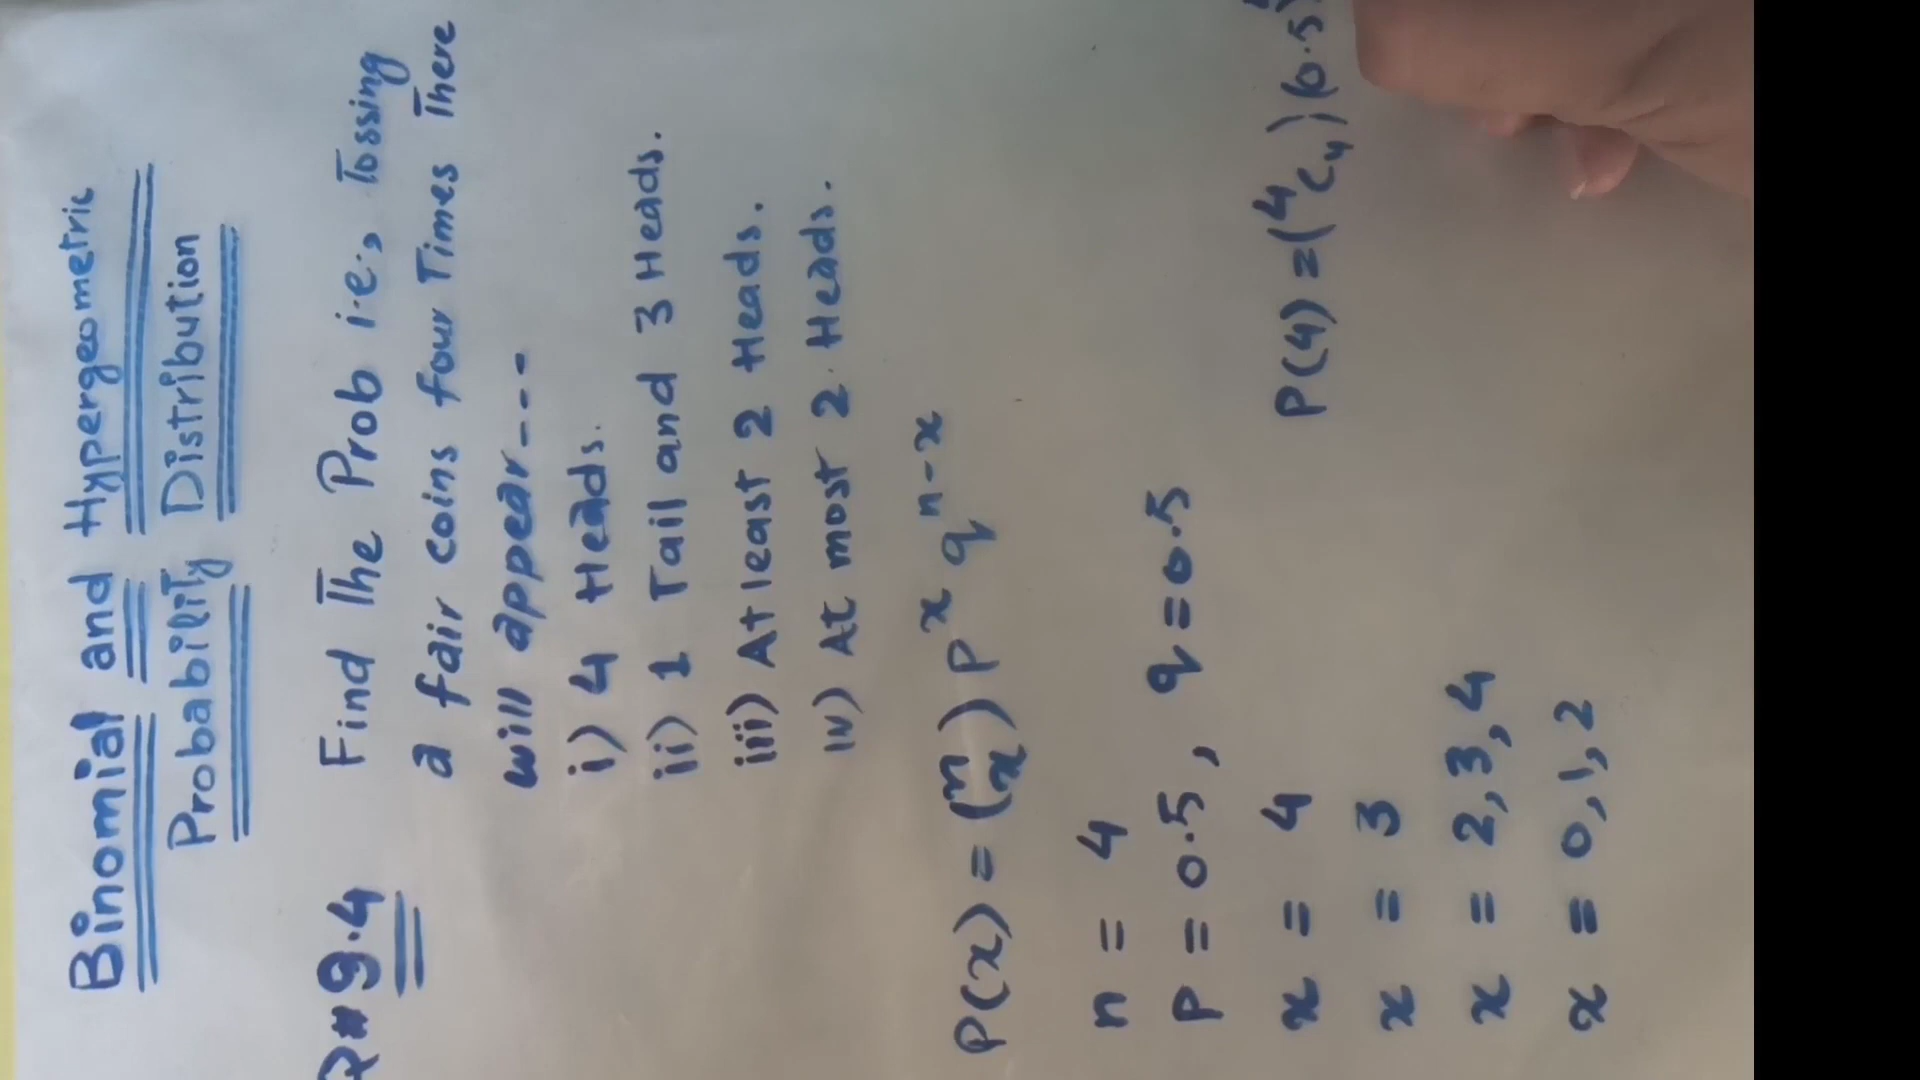 Binomial and Hypergeometric
Probability Distribution
Q# 9.4 Find The Prob i.e., Tossing
a fair coins four Times There
will appear---
i) 4 Heads.
ii) 1 Tail and 3 Heads.
iii) At least 2 Heads.
iv) At most 2 Heads.
P(x) = (n x) p^x q^n-x
n = 4
P = 0.5, q = 0.5
x = 4 P(4) = (4C4)(0.5)
x = 3
x = 2,3,4
x = 0,1,2